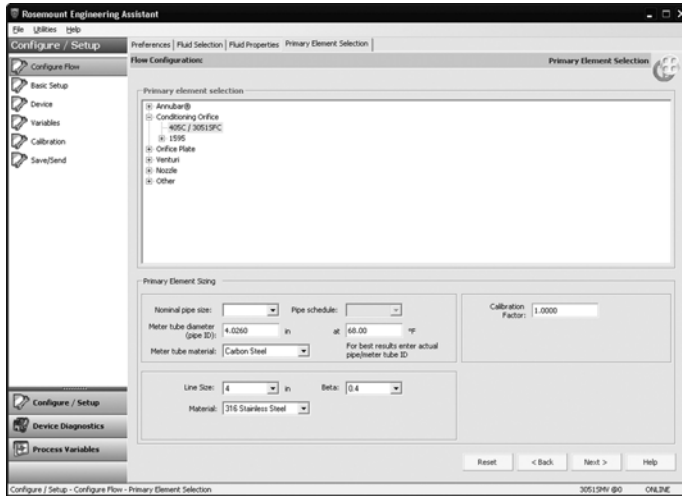 Rosemount Engineering Assistant
File Utilities Help
Configure / Setup
Preferences Fluid Selection Fluid Properties Primary Element Selection
Configure Flow
Basic Setup
Device
Variables
Calibration
Save/Send
Flow Configuration:
Primary Element Selection
Primary element selection
Annubar®
Conditioning Orifice
405C / 3051SFC
1595
Orifice Plate
Venturi
Nozzle
Other
Primary Element Sizing
Nominal pipe size: Pipe schedule:
Meter tube diameter (pipe ID): 4.0260 in at 68.00 °F
Meter tube material: Carbon Steel
For best results enter actual
pipe/meter tube ID
Calibration
Factor: 1.0000
Line Size: 4 in Beta: 0.4
Material: 316 Stainless Steel
Configure / Setup
Device Diagnostics
Process Variables
Reset < Back Next > Help
Configure / Setup - Configure Flow - Primary Element Selection
3051SMV @0 ONLINE